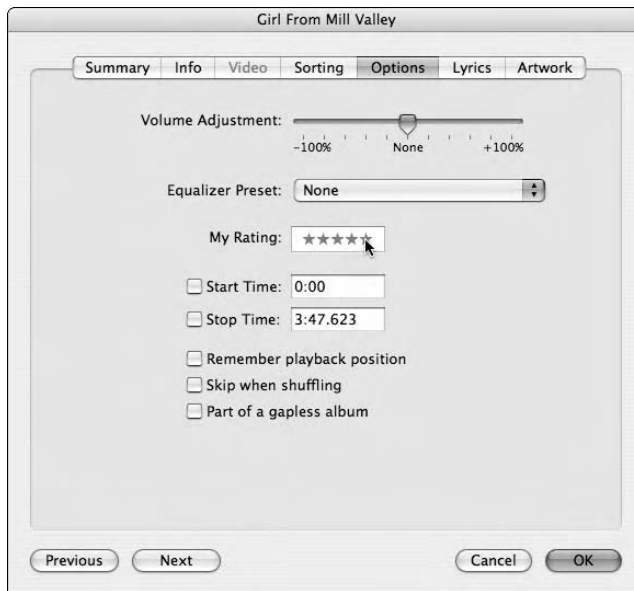 Girl From Mill Valley
Summary Info Video Sorting Options Lyrics Artwork
Volume Adjustment:
-100% None +100%
Equalizer Preset: None
My Rating: ★★★★★
Start Time: 0:00
Stop Time: 3:47.623
Remember playback position
Skip when shuffling
Part of a gapless album
Previous Next Cancel OK